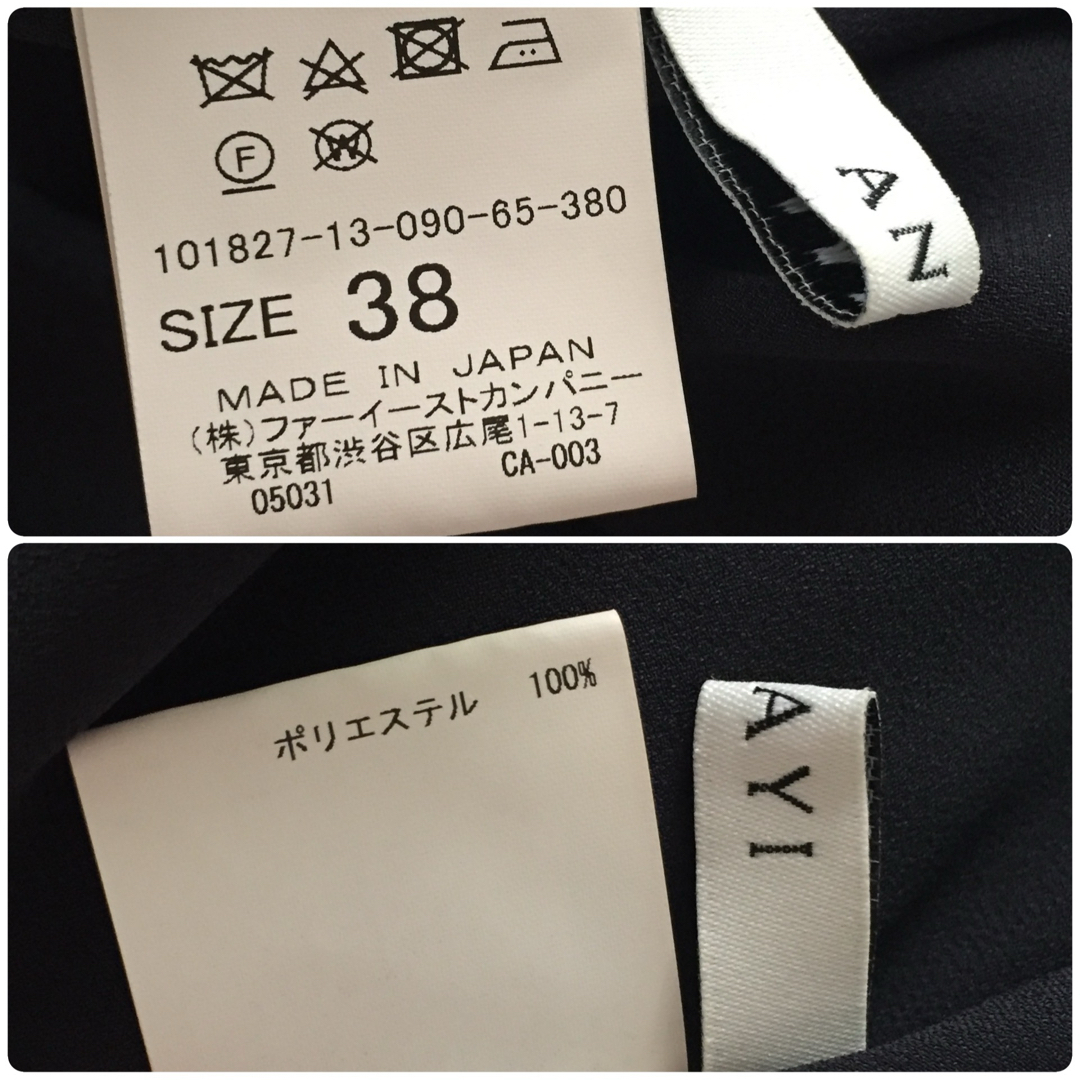 F
W
101827-13-090-65-380
SIZE 38
MADE IN JAPAN
(株)ファーイーストカンパニー
東京都渋谷区広尾1-13-7
05031 CA-003
AN
ポリエステル 100%
AYI